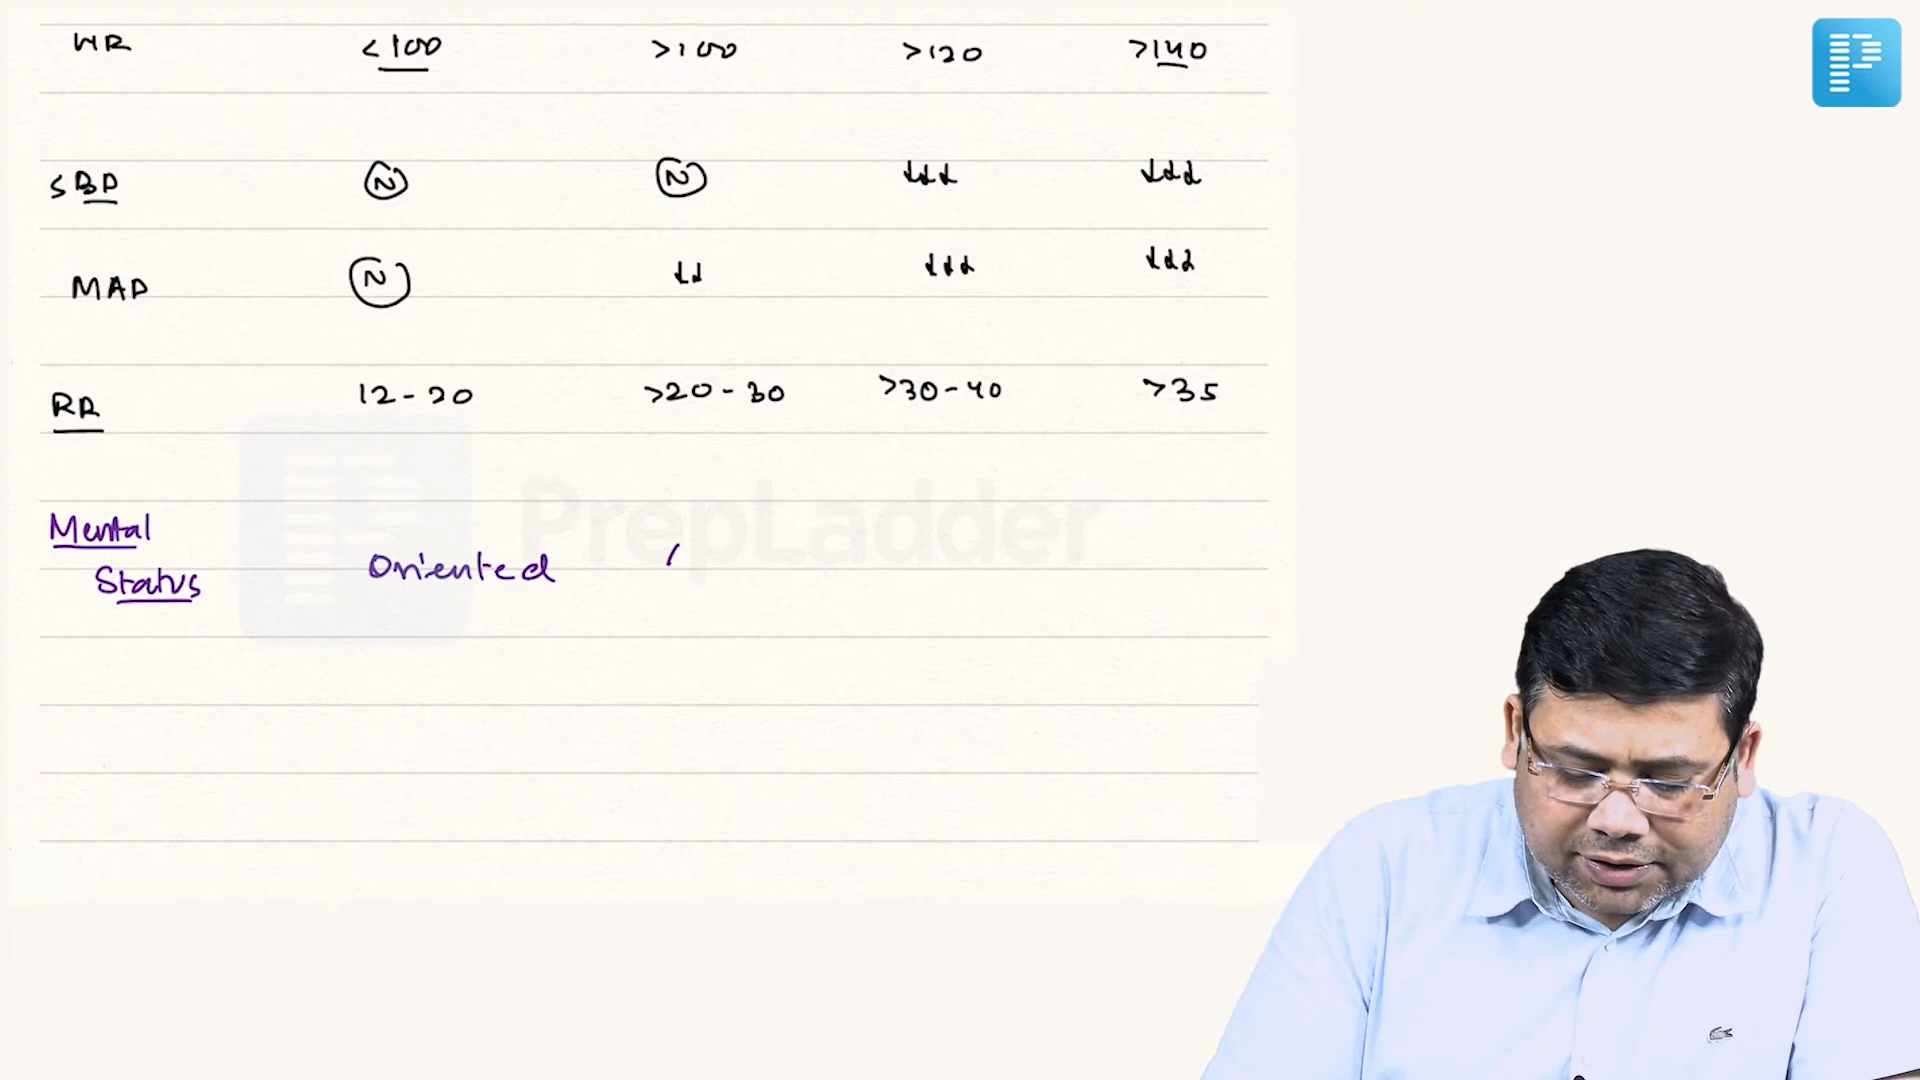 HR <100 >100 >120 >140
SBP N N ↓↓↓ ↓↓↓
MAP N ↓↓ ↓↓↓ ↓↓↓
RR 12-20 >20-30 >30-40 >35
PrepLadder
Mental
Status Oriented (